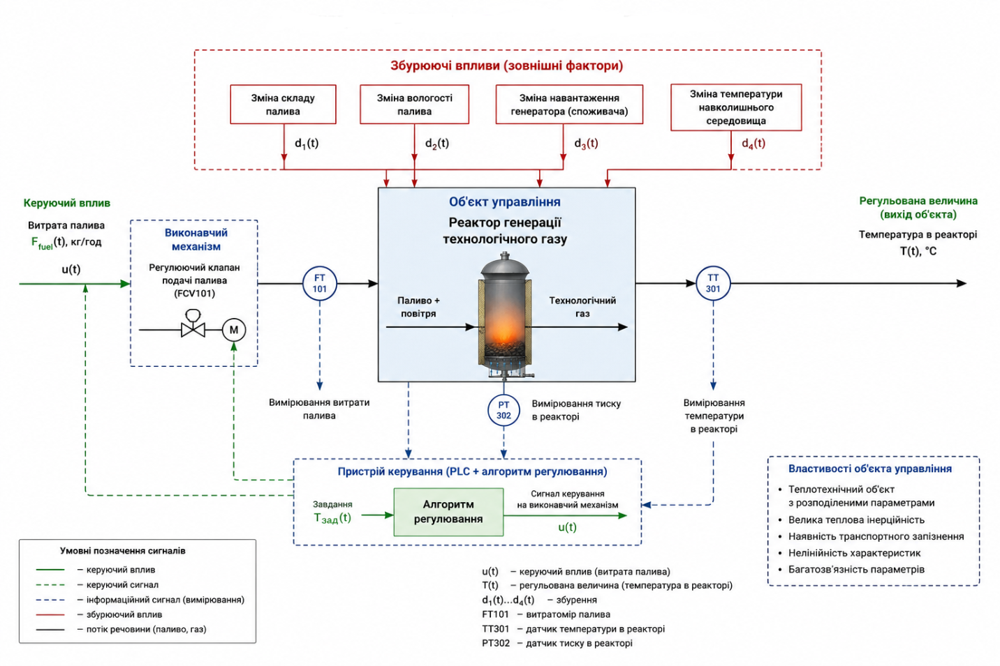 Збурюючі впливи (зовнішні фактори)
Зміна складу
палива
Зміна вологості
палива
Зміна навантаження
генератора (споживача)
Зміна температури
навколишнього
середовища
d₁(t)
d₂(t)
d₃(t)
d₄(t)
Керуючий вплив
Витрата палива
F_fuel(t), кг/год
u(t)
Виконавчий
механізм
Регулюючий клапан
подачі палива
(FCV101)
M
FT
101
Об'єкт управління
Реактор генерації
технологічного газу
Паливо +
повітря
Технологічний
газ
TT
301
Регульована величина
(вихід об'єкта)
Температура в реакторі
T(t), °C
Вимірювання витрати
палива
PT
302
Вимірювання тиску
в реакторі
Вимірювання
температури
в реакторі
Пристрій керування (PLC + алгоритм регулювання)
Завдання
Tзад(t)
Алгоритм
регулювання
Сигнал керування
на виконавчий механізм
u(t)
Властивості об'єкта управління
• Теплотехнічний об'єкт
з розподіленими параметрами
• Велика теплова інерційність
• Наявність транспортного запізнення
• Нелінійність характеристик
• Багатозв'язність параметрів
Умовні позначення сигналів
– керуючий вплив
– керуючий сигнал
– інформаційний сигнал (вимірювання)
– збурюючий вплив
– потік речовини (паливо, газ)
u(t) – керуючий вплив (витрата палива)
T(t) – регульована величина (температура в реакторі)
d₁(t)...d₄(t) – збурення
FT101 – витратомір палива
TT301 – датчик температури в реакторі
PT302 – датчик тиску в реакторі